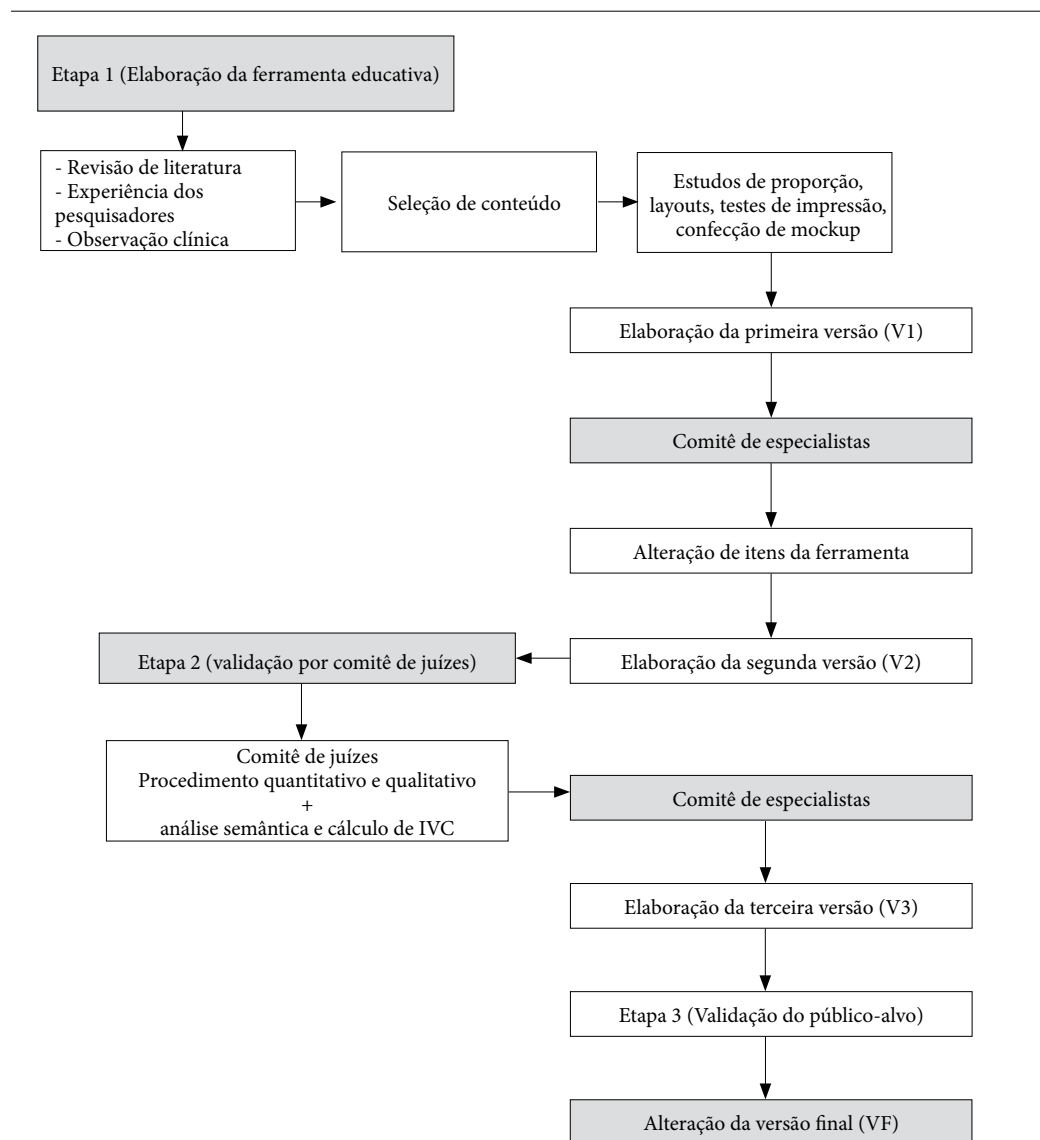 Etapa 1 (Elaboração da ferramenta educativa)
- Revisão de literatura
- Experiência dos
pesquisadores
- Observação clínica
Seleção de conteúdo
Estudos de proporção,
layouts, testes de impressão,
confecção de mockup
Elaboração da primeira versão (V1)
Comitê de especialistas
Alteração de itens da ferramenta
Elaboração da segunda versão (V2)
Etapa 2 (validação por comitê de juízes)
Comitê de juízes
Procedimento quantitativo e qualitativo
+
análise semântica e cálculo de IVC
Comitê de especialistas
Elaboração da terceira versão (V3)
Etapa 3 (Validação do público-alvo)
Alteração da versão final (VF)